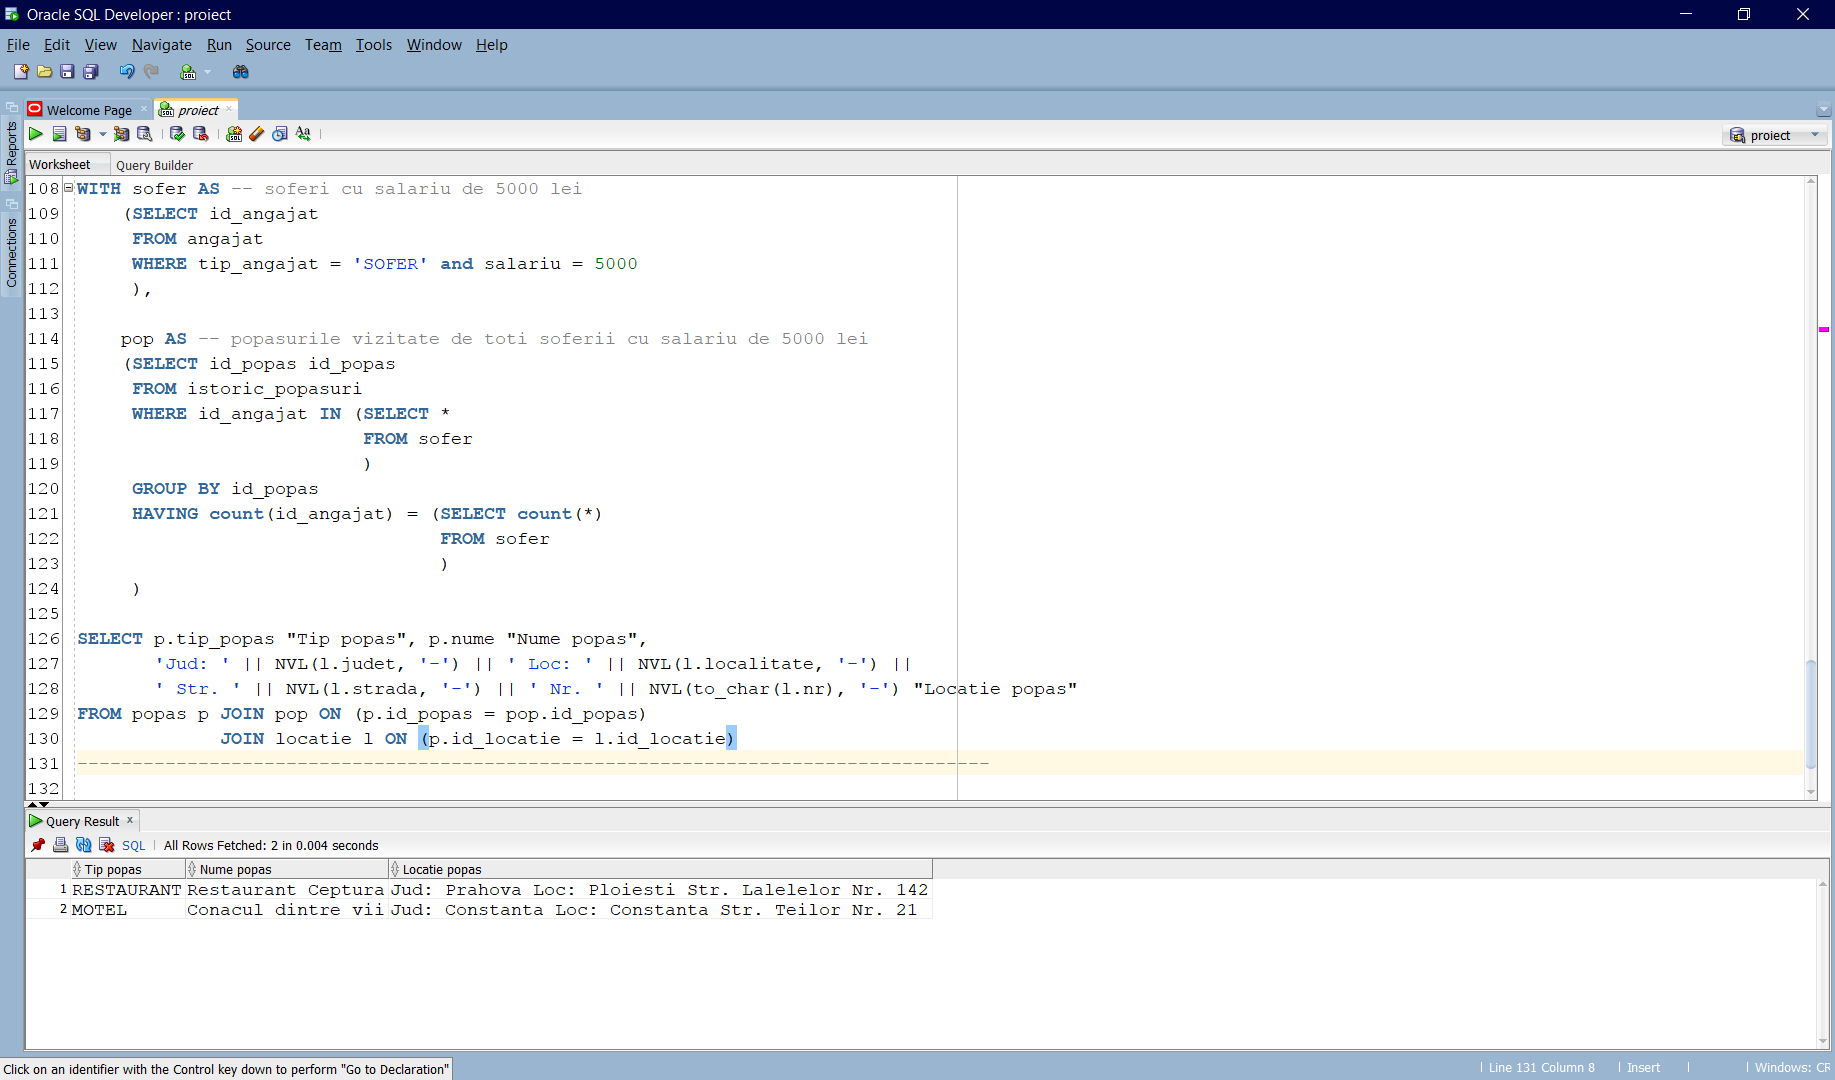 Oracle SQL Developer : proiect
File Edit View Navigate Run Source Team Tools Window Help
Welcome Page
proiect
Reports
Connections
proiect
Worksheet Query Builder
108 WITH sofer AS -- soferi cu salariu de 5000 lei
109 (SELECT id_angajat
110 FROM angajat
111 WHERE tip_angajat = 'SOFER' and salariu = 5000
112 ),
113
114 pop AS -- popasurile vizitate de toti soferii cu salariu de 5000 lei
115 (SELECT id_popas id_popas
116 FROM istoric_popasuri
117 WHERE id_angajat IN (SELECT *
118 FROM sofer
119 )
120 GROUP BY id_popas
121 HAVING count(id_angajat) = (SELECT count(*)
122 FROM sofer
123 )
124 )
125
126 SELECT p.tip_popas "Tip popas", p.nume "Nume popas",
127 'Jud: ' || NVL(l.judet, '-') || ' Loc: ' || NVL(l.localitate, '-') ||
128 ' Str. ' || NVL(l.strada, '-') || ' Nr. ' || NVL(to_char(l.nr), '-') "Locatie popas"
129 FROM popas p JOIN pop ON (p.id_popas = pop.id_popas)
130 JOIN locatie l ON (p.id_locatie = l.id_locatie)
131 -----------------------------------------------------------------------------------
132
Query Result
SQL | All Rows Fetched: 2 in 0.004 seconds
Tip popas Nume popas Locatie popas
1 RESTAURANT Restaurant Ceptura Jud: Prahova Loc: Ploiesti Str. Lalelelor Nr. 142
2 MOTEL Conacul dintre vii Jud: Constanta Loc: Constanta Str. Teilor Nr. 21
Click on an identifier with the Control key down to perform "Go to Declaration"
Line 131 Column 8 | Insert | | Windows: CR